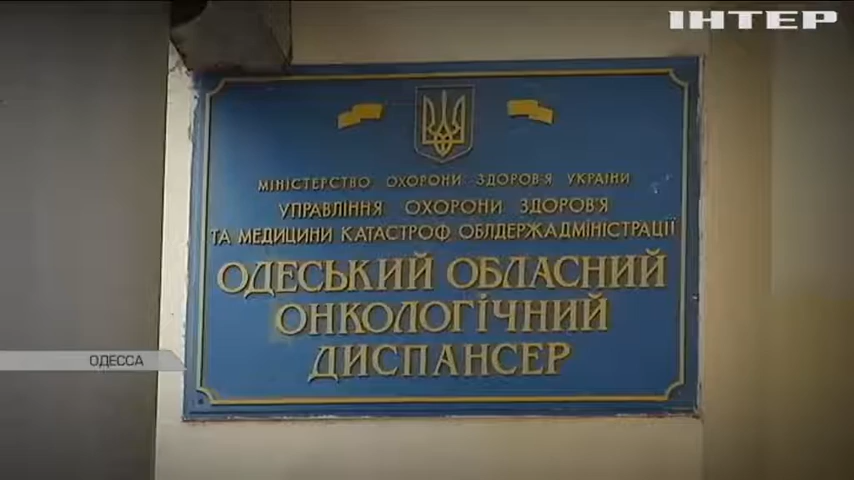 ІНТЕР
МІНІСТЕРСТВО ОХОРОНИ ЗДОРОВ'Я УКРАЇНИ
УПРАВЛІННЯ ОХОРОНИ ЗДОРОВ'Я
ТА МЕДИЦИНИ КАТАСТРОФ ОБЛДЕРЖАДМІНІСТРАЦІЇ
ОДЕСЬКИЙ ОБЛАСНИЙ
ОНКОЛОГІЧНИЙ
ДИСПАНСЕР
ОДЕССА